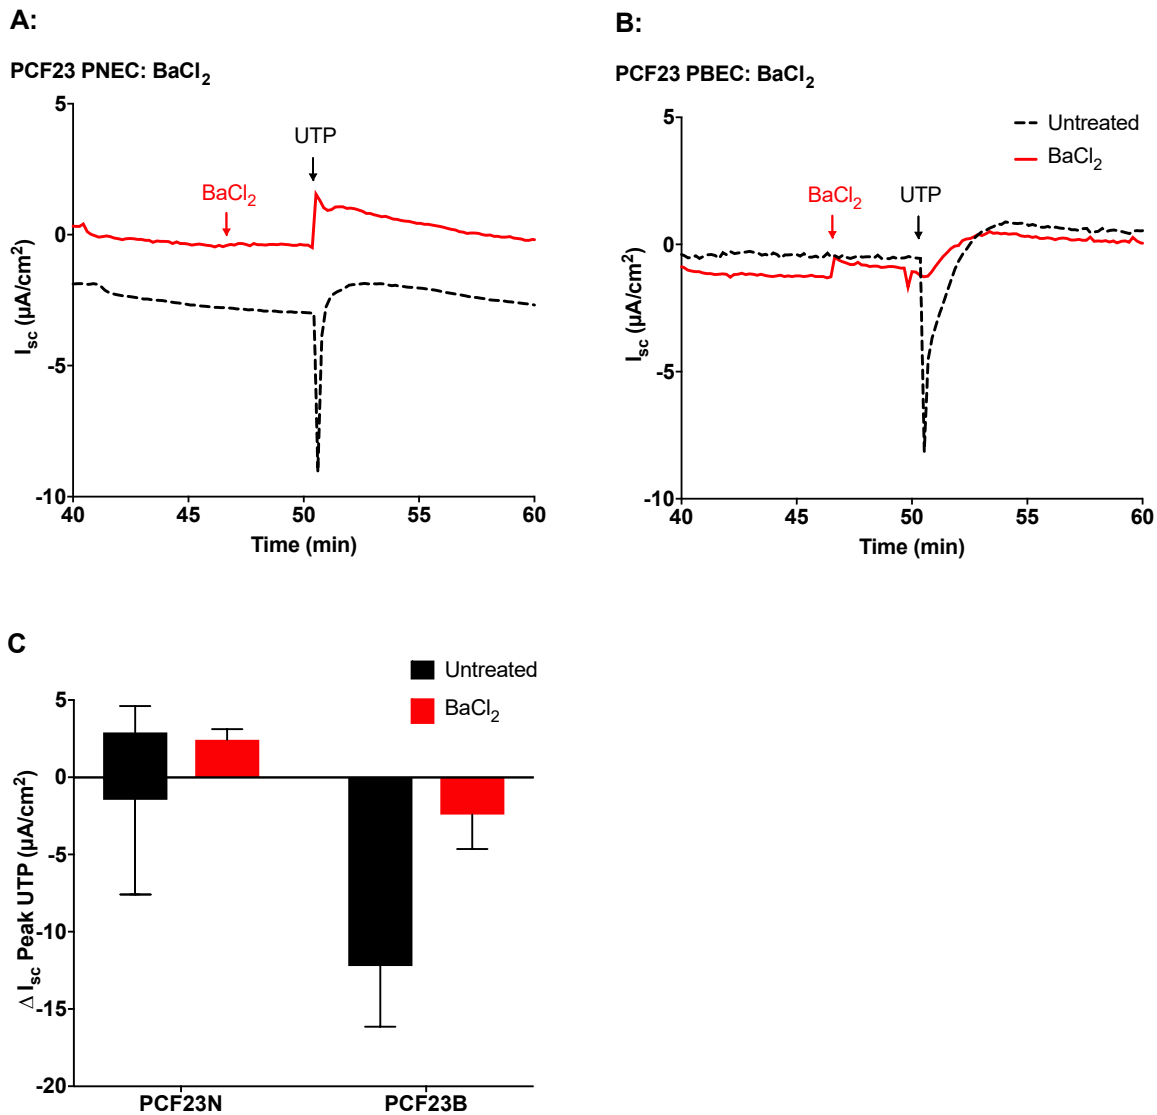 A:
PCF23 PNEC: BaCl₂
5
0
-5
-10
Isc (µA/cm²)
BaCl₂
UTP
40
45
50
55
60
Time (min)
B:
PCF23 PBEC: BaCl₂
Untreated
BaCl₂
5
0
-5
-10
Isc (µA/cm²)
BaCl₂
UTP
40
45
50
55
60
Time (min)
C
Untreated
BaCl₂
5
0
-5
-10
-15
-20
Δ Isc Peak UTP (µA/cm²)
PCF23N
PCF23B